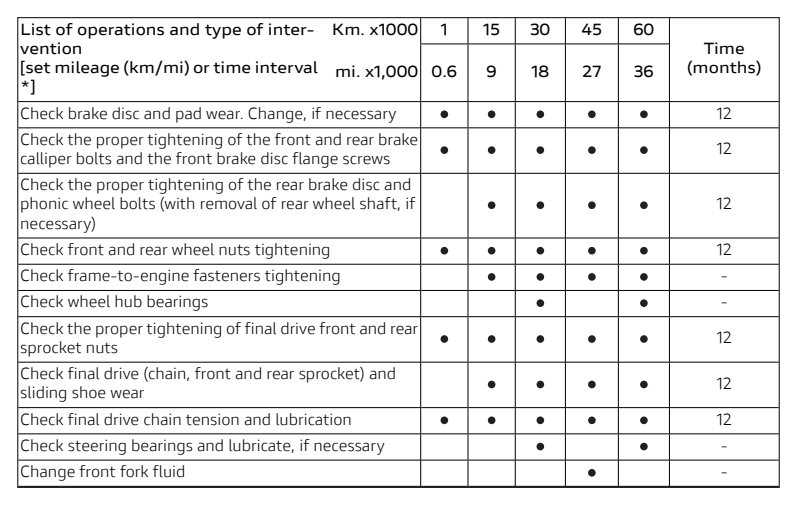 List of operations and type of inter- Km. x1000 1 15 30 45 60 Time
vention (months)
[set mileage (km/mi) or time interval mi. x1,000 0.6 9 18 27 36
*]
Check brake disc and pad wear. Change, if necessary ● ● ● ● ● 12
Check the proper tightening of the front and rear brake
calliper bolts and the front brake disc flange screws ● ● ● ● ● 12
Check the proper tightening of the rear brake disc and
phonic wheel bolts (with removal of rear wheel shaft, if ● ● ● ● 12
necessary)
Check front and rear wheel nuts tightening ● ● ● ● ● 12
Check frame-to-engine fasteners tightening ● ● ● ● -
Check wheel hub bearings ● ● -
Check the proper tightening of final drive front and rear
sprocket nuts ● ● ● ● ● 12
Check final drive (chain, front and rear sprocket) and
sliding shoe wear ● ● ● ● 12
Check final drive chain tension and lubrication ● ● ● ● ● 12
Check steering bearings and lubricate, if necessary ● ● -
Change front fork fluid ● -